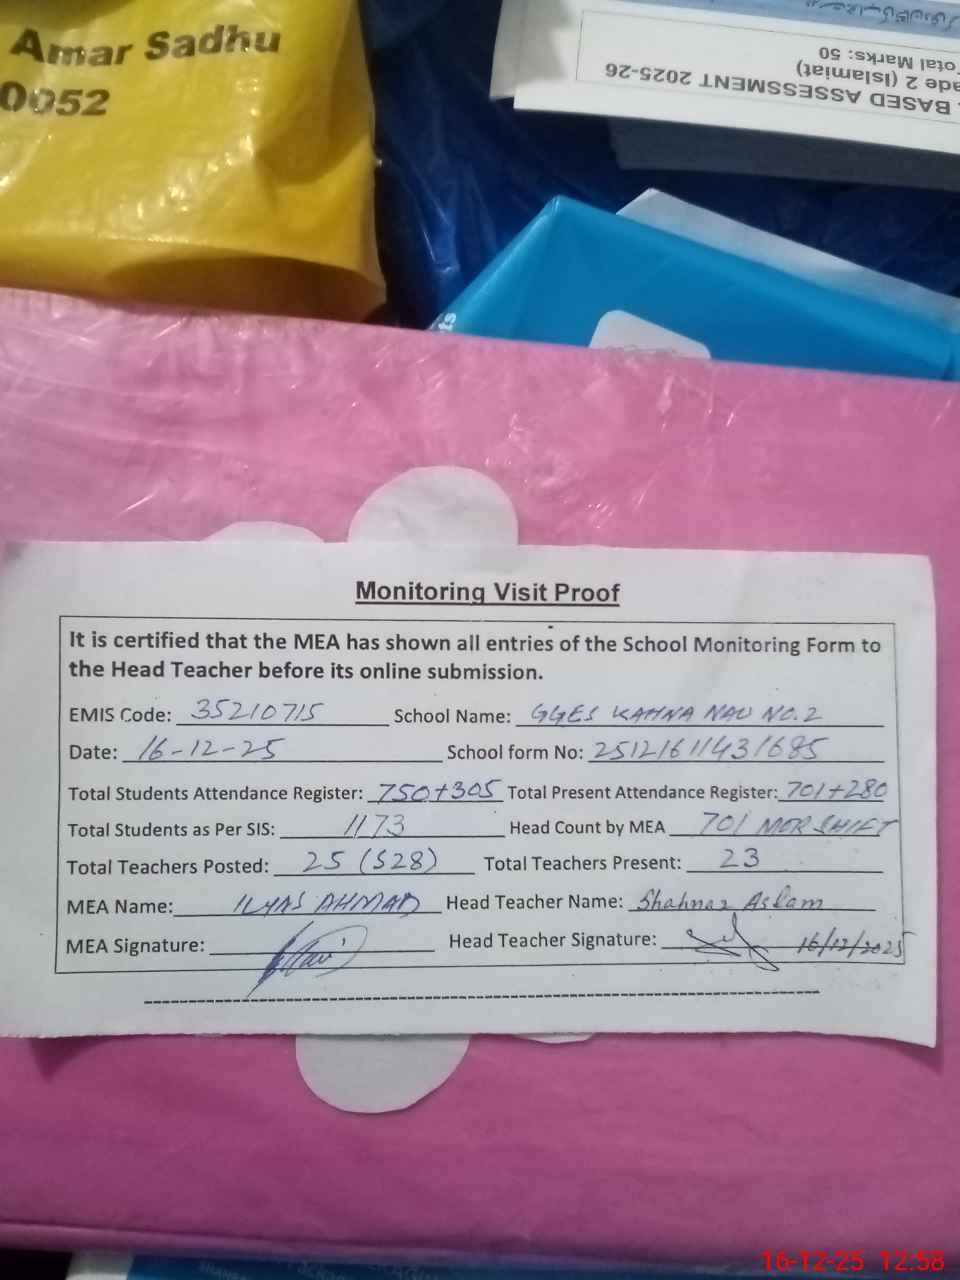 Amar Sadhu
0052
Total Marks: 50
ade 2 (Islamiat)
BASED ASSESSMENT 2025-26
ts
Monitoring Visit Proof
It is certified that the MEA has shown all entries of the School Monitoring Form to
the Head Teacher before its online submission.
EMIS Code: 35210715 School Name: GGES KAHNA NAU NO.2
Date: 16-12-25 School form No: 25121611431685
Total Students Attendance Register: 750+305 Total Present Attendance Register: 701+280
Total Students as Per SIS: 1173 Head Count by MEA 701 MOR SHIFT
Total Teachers Posted: 25 (S28) Total Teachers Present: 23
MEA Name: ILYAS AHMAD Head Teacher Name: Shahnaz Aslam
MEA Signature: Head Teacher Signature: 16/12/2025
16-12-25 12:58